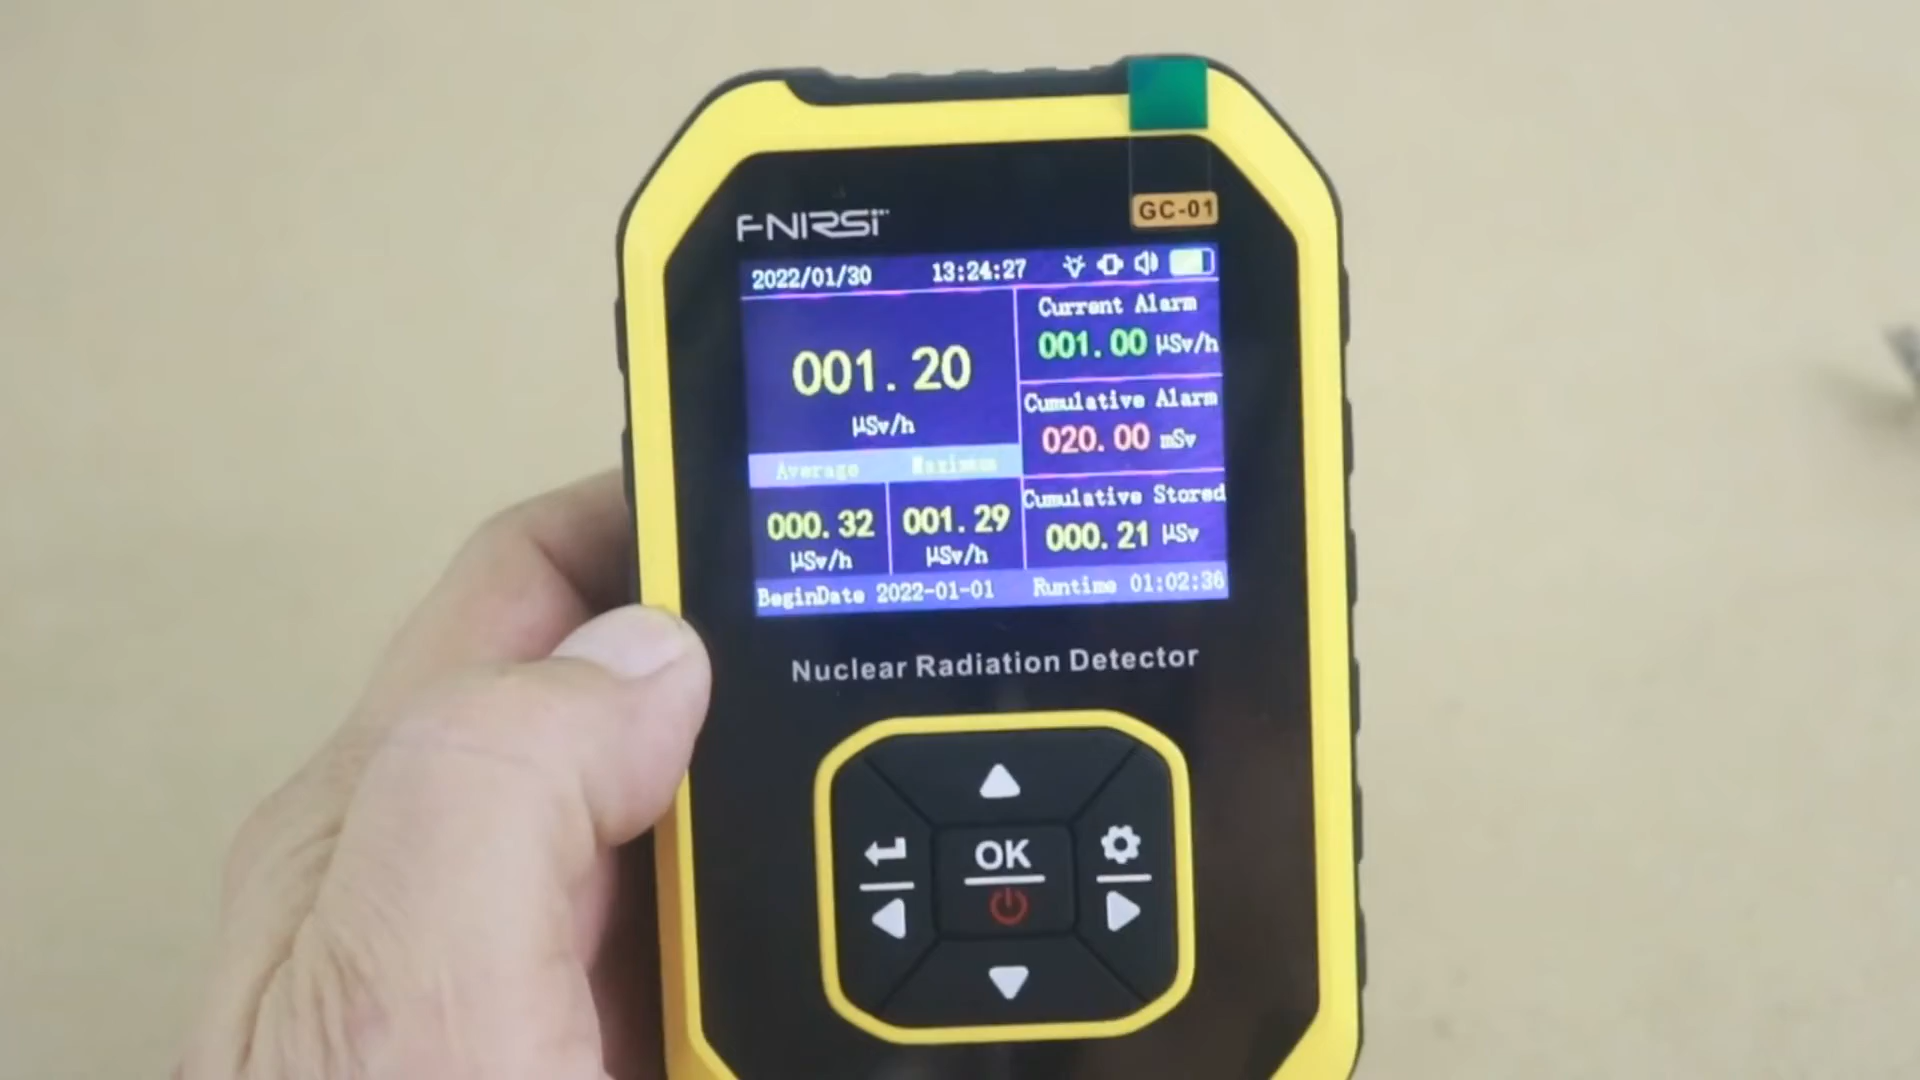 FNIRSI
GC-01
2022/01/30 13:24:27
001.20
μSv/h
Current Alarm
001.00 μSv/h
Cumulative Alarm
020.00 mSv
Average Maximum
000.32
μSv/h
001.29
μSv/h
Cumulative Stored
000.21 μSv
BeginDate 2022-01-01 Runtime 01:02:36
Nuclear Radiation Detector
OK